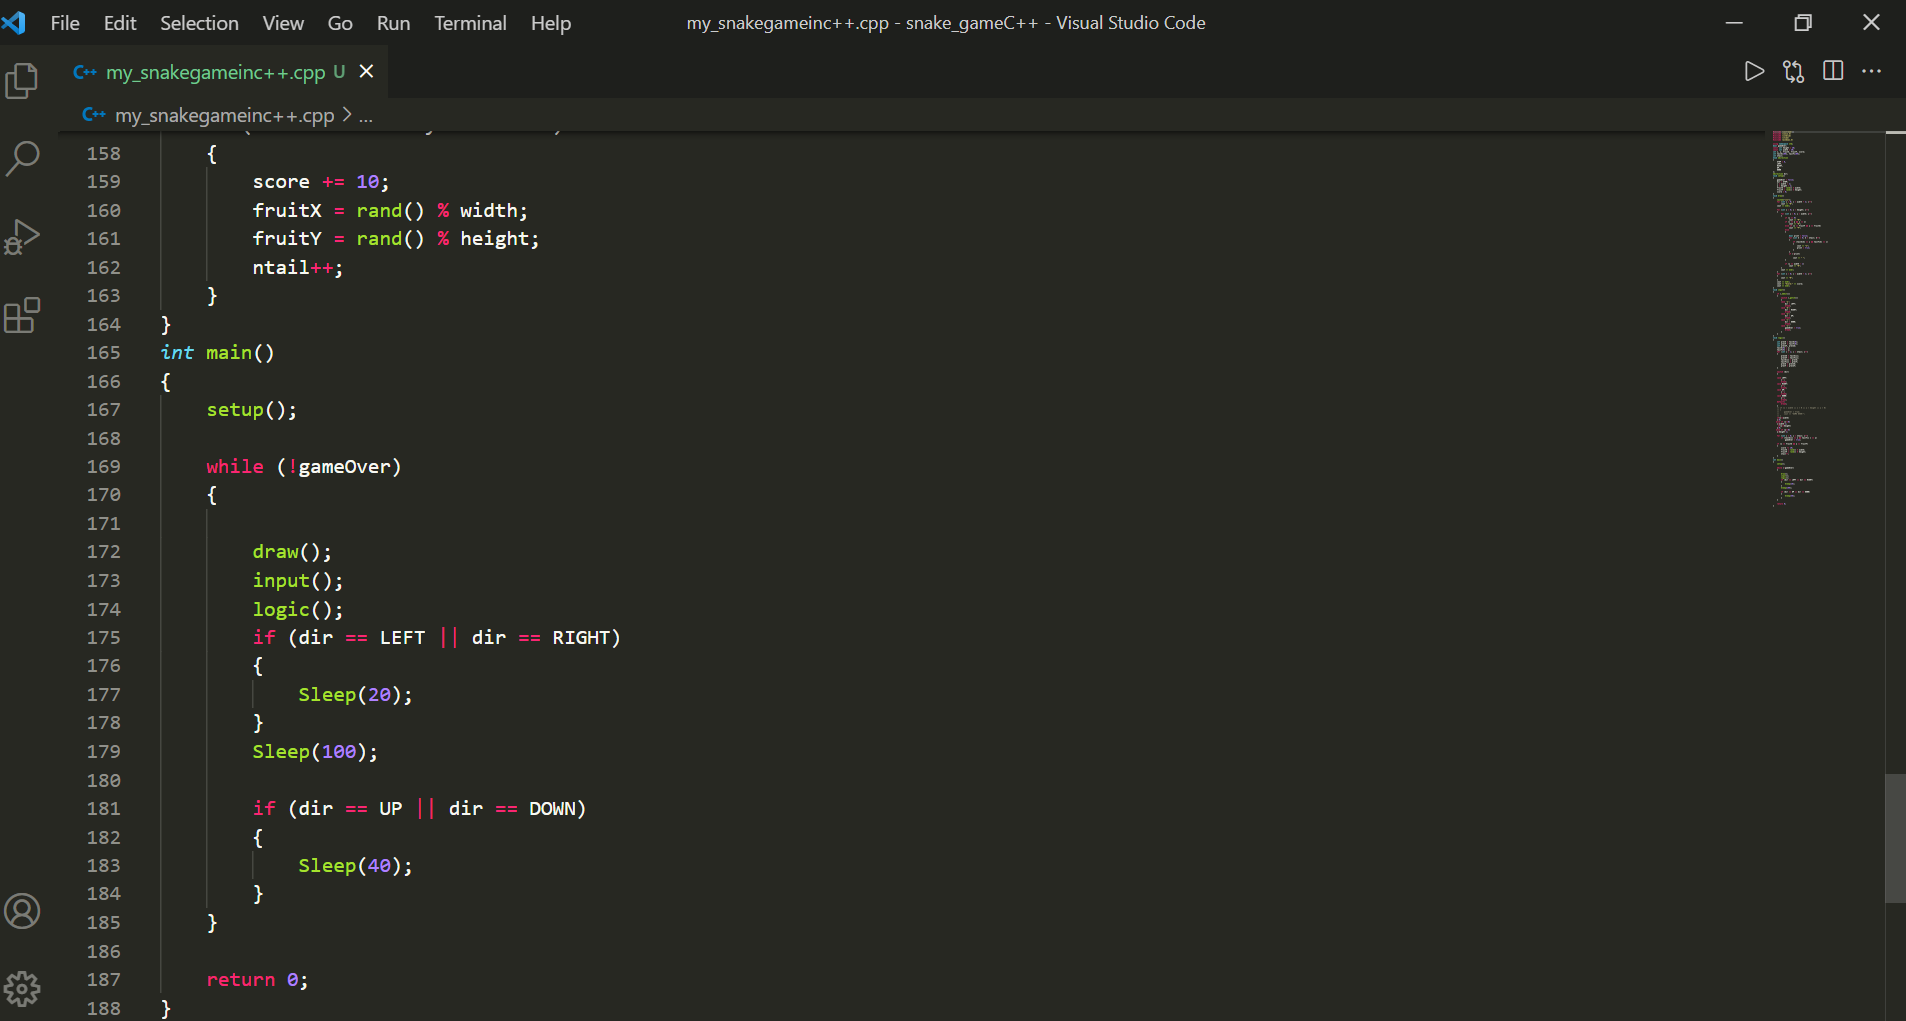 File Edit Selection View Go Run Terminal Help my_snakegameinc++.cpp - snake_gameC++ - Visual Studio Code
C++ my_snakegameinc++.cpp U
C++ my_snakegameinc++.cpp > ...
158 {
159 score += 10;
160 fruitX = rand() % width;
161 fruitY = rand() % height;
162 ntail++;
163 }
164 }
165 int main()
166 {
167 setup();
168
169 while (!gameOver)
170 {
171
172 draw();
173 input();
174 logic();
175 if (dir == LEFT || dir == RIGHT)
176 {
177 Sleep(20);
178 }
179 Sleep(100);
180
181 if (dir == UP || dir == DOWN)
182 {
183 Sleep(40);
184 }
185 }
186
187 return 0;
188 }